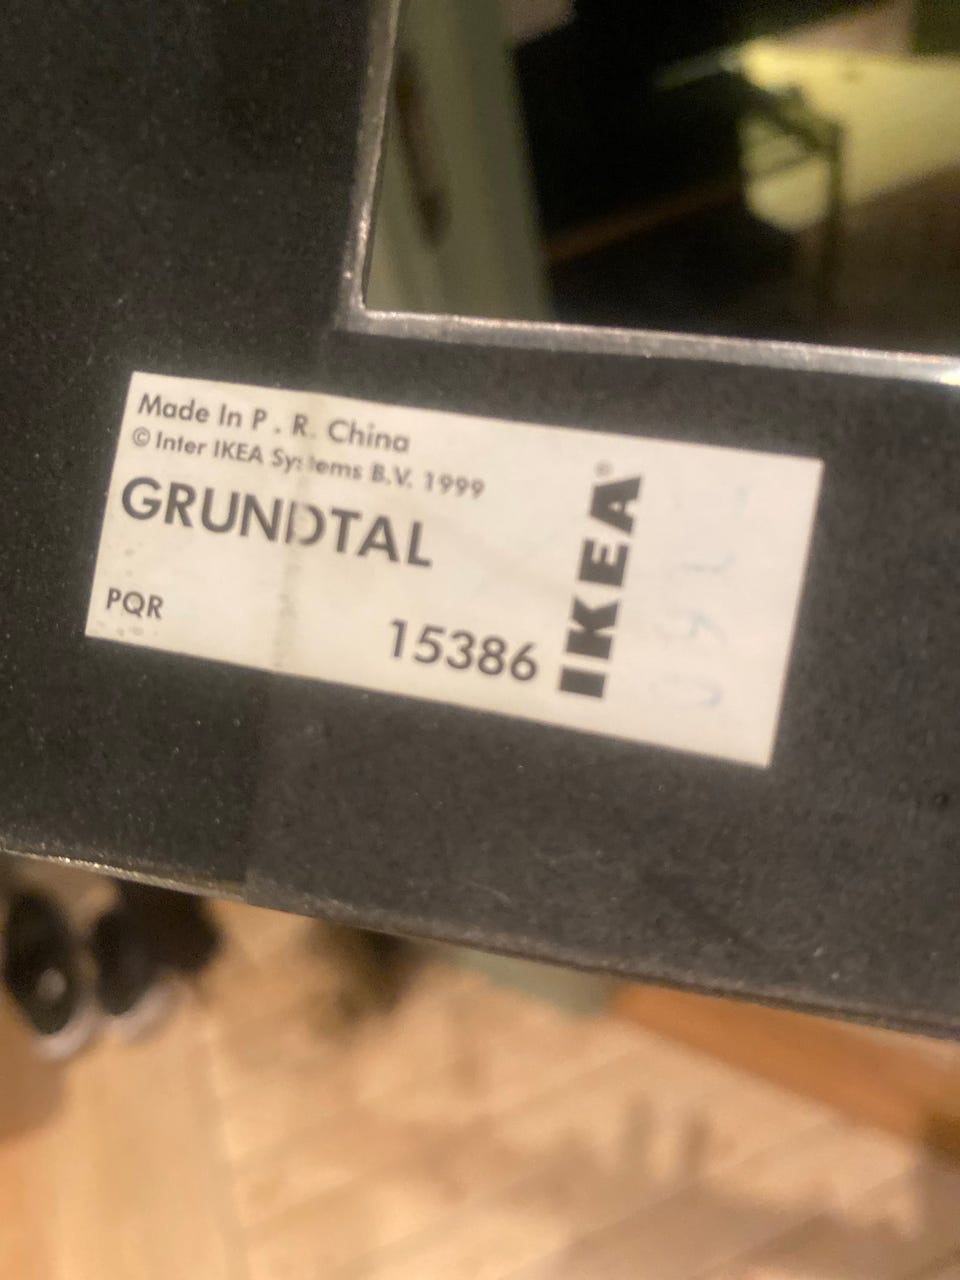 Made In P . R. China
© Inter IKEA Systems B.V. 1999
GRUNDTAL
PQR
15386
IKEA®